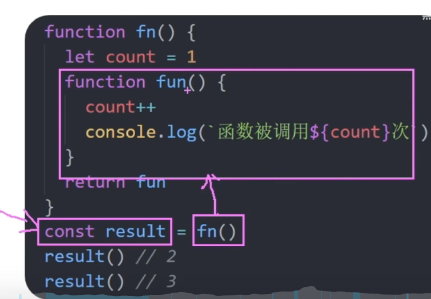 function fn() {
let count = 1
function fun() {
count++
console.log(`函数被调用${count}次`)
}
return fun
}
const result = fn()
result() // 2
result() // 3